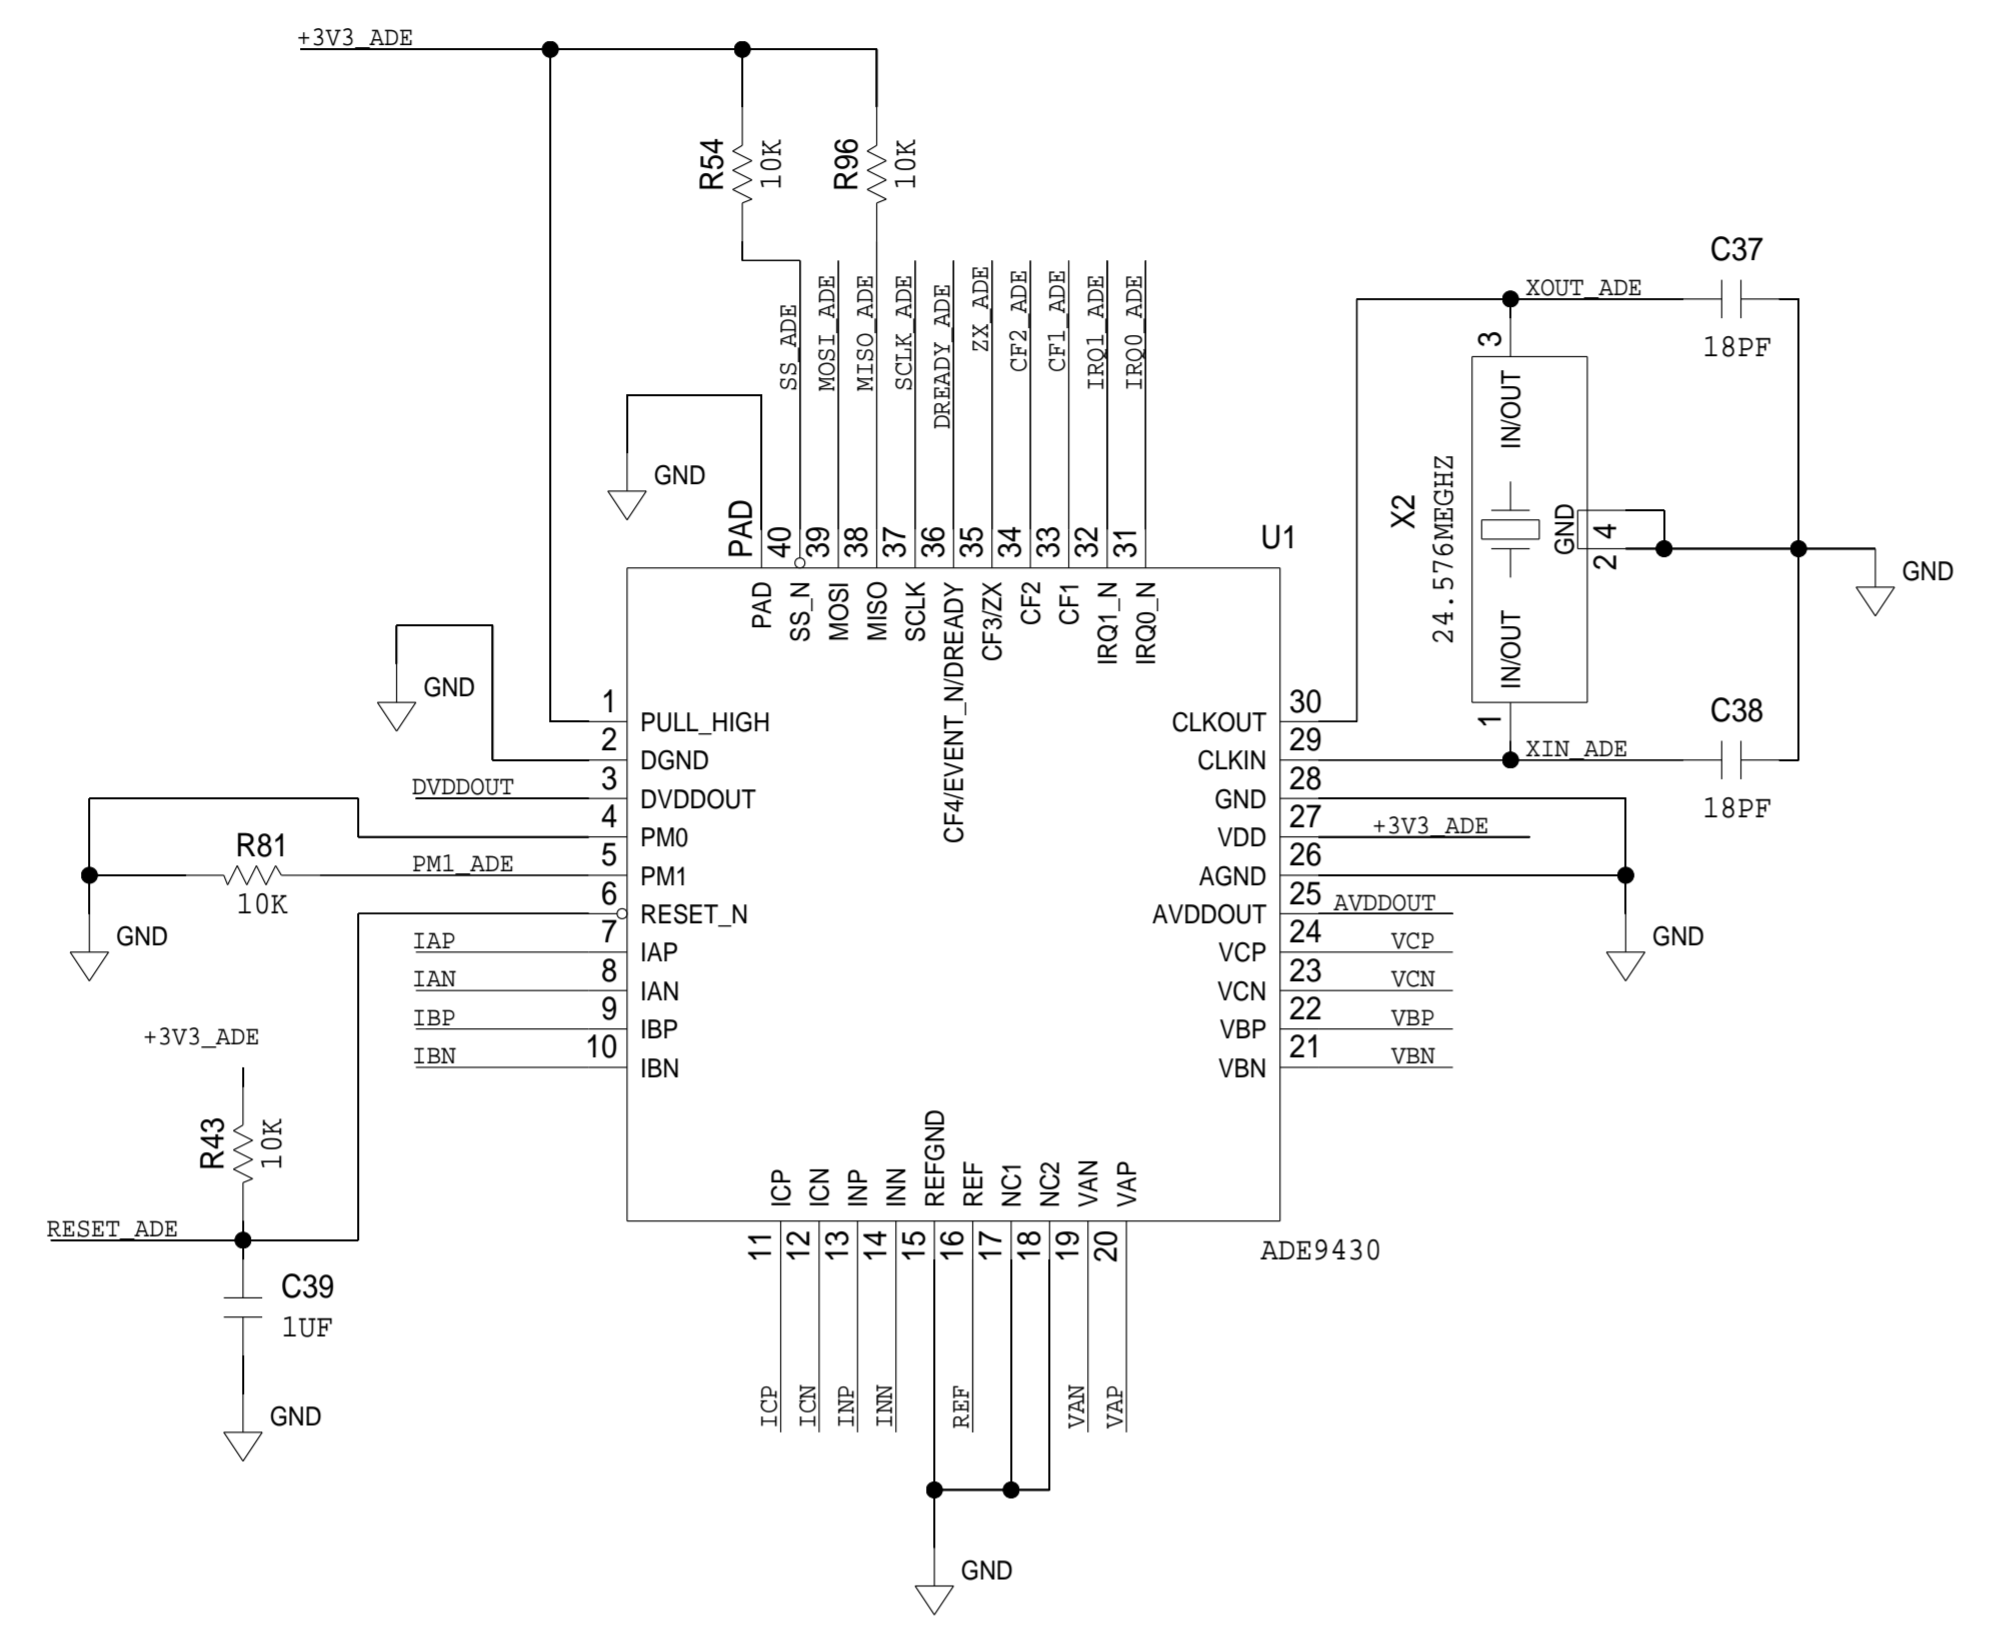 +3V3_ADE
R54
10K
R96
10K
SS_ADE
MOSI_ADE
MISO_ADE
SCLK_ADE
DREADY_ADE
ZX_ADE
CF2_ADE
CF1_ADE
IRQ1_ADE
IRQ0_ADE
C37
XOUT_ADE
18PF
3
IN/OUT
X2
24.576MEGHZ
GND
4
2
IN/OUT
1
GND
C38
XIN_ADE
18PF
GND
PAD
40
39
38
37
36
35
34
33
32
31
U1
PAD
SS_N
MOSI
MISO
SCLK
CF4/EVENT_N/DREADY
CF3/ZX
CF2
CF1
IRQ1_N
IRQ0_N
GND
1
PULL_HIGH
2
DGND
DVDDOUT
3
DVDDOUT
4
PM0
R81
10K
PM1_ADE
5
PM1
6
RESET_N
GND
IAP
7
IAP
IAN
8
IAN
IBP
9
IBP
IBN
10
IBN
CLKOUT
30
CLKIN
29
GND
28
VDD
27
+3V3_ADE
AGND
26
AVDDOUT
25
AVDDOUT
GND
VCP
24
VCP
VCN
23
VCN
VBP
22
VBP
VBN
21
VBN
+3V3_ADE
R43
10K
RESET_ADE
C39
1UF
GND
ICP
ICN
INP
INN
REFGND
REF
NC1
NC2
VAN
VAP
11
12
13
14
15
16
17
18
19
20
ADE9430
ICP
ICN
INP
INN
REF
VAN
VAP
GND